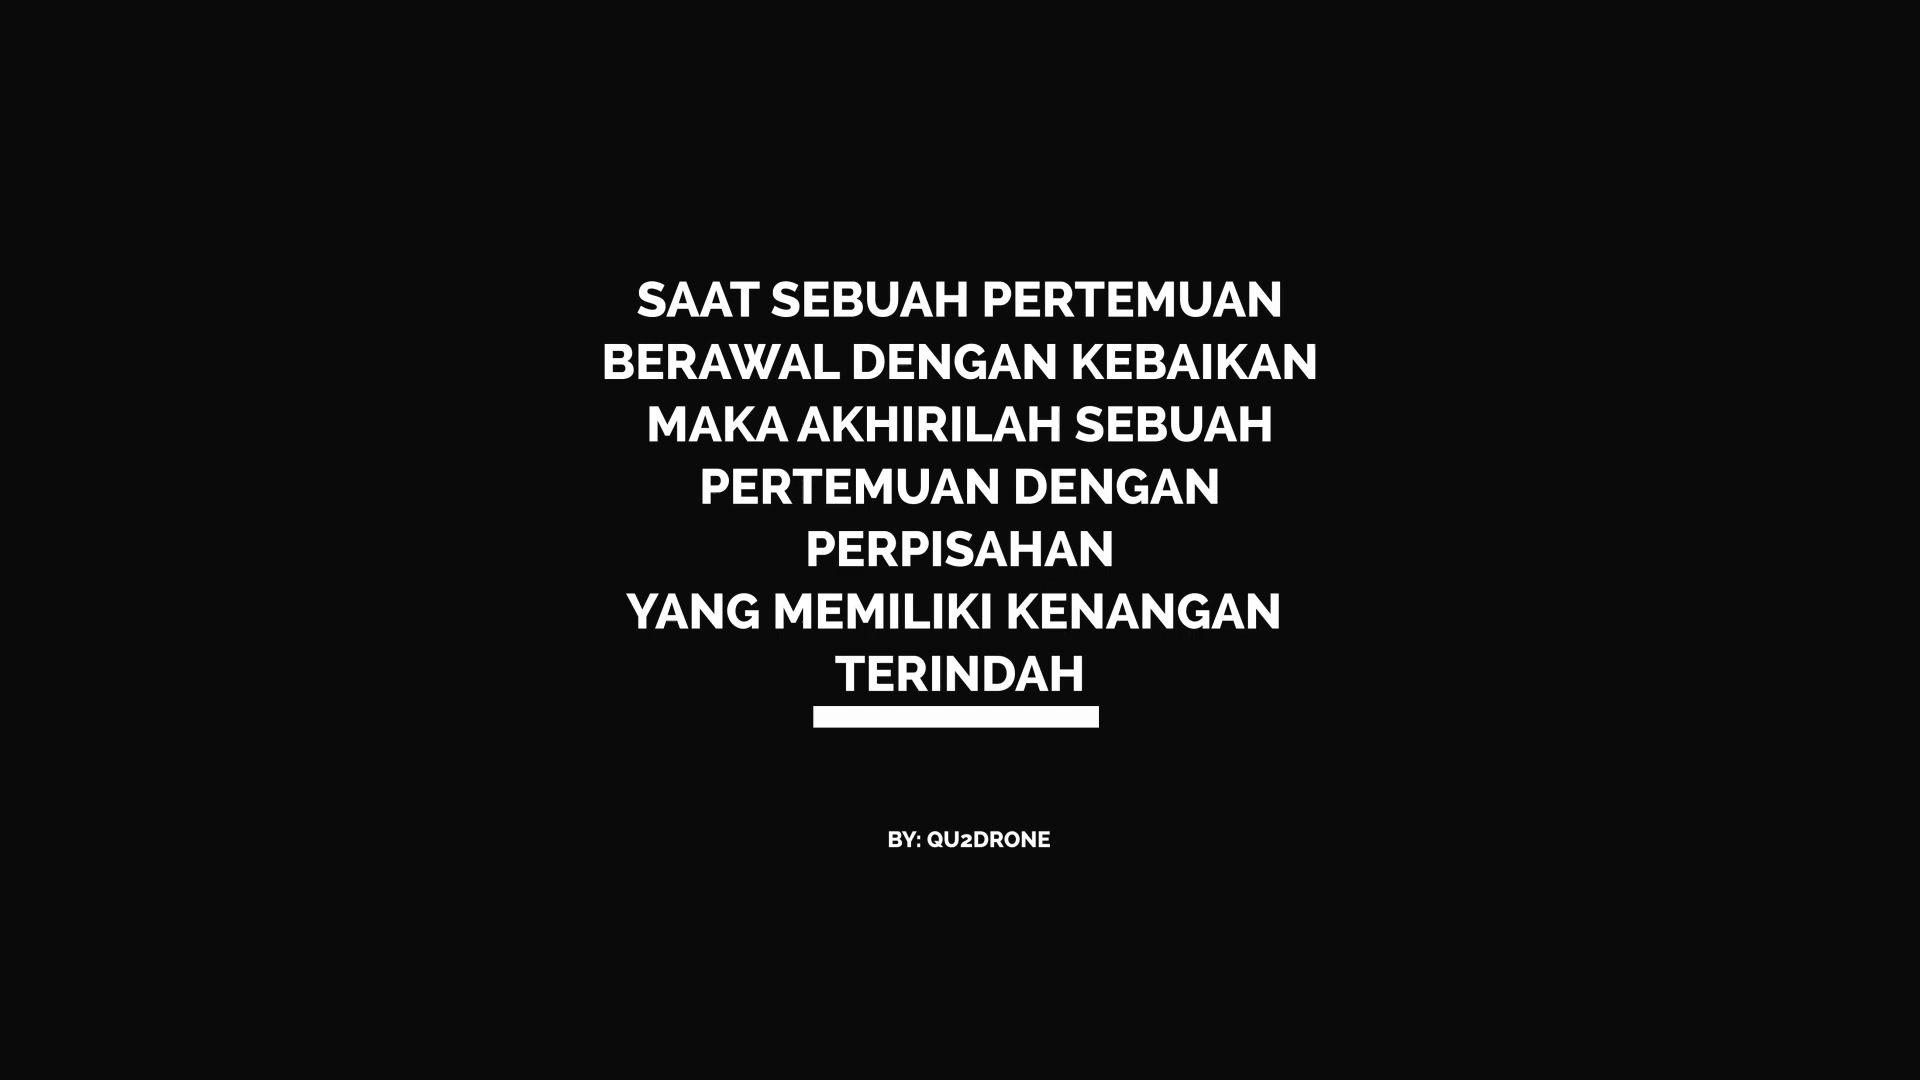 SAAT SEBUAH PERTEMUAN
BERAWAL DENGAN KEBAIKAN
MAKA AKHIRILAH SEBUAH
PERTEMUAN DENGAN
PERPISAHAN
YANG MEMILIKI KENANGAN
TERINDAH
BY: QU2DRONE